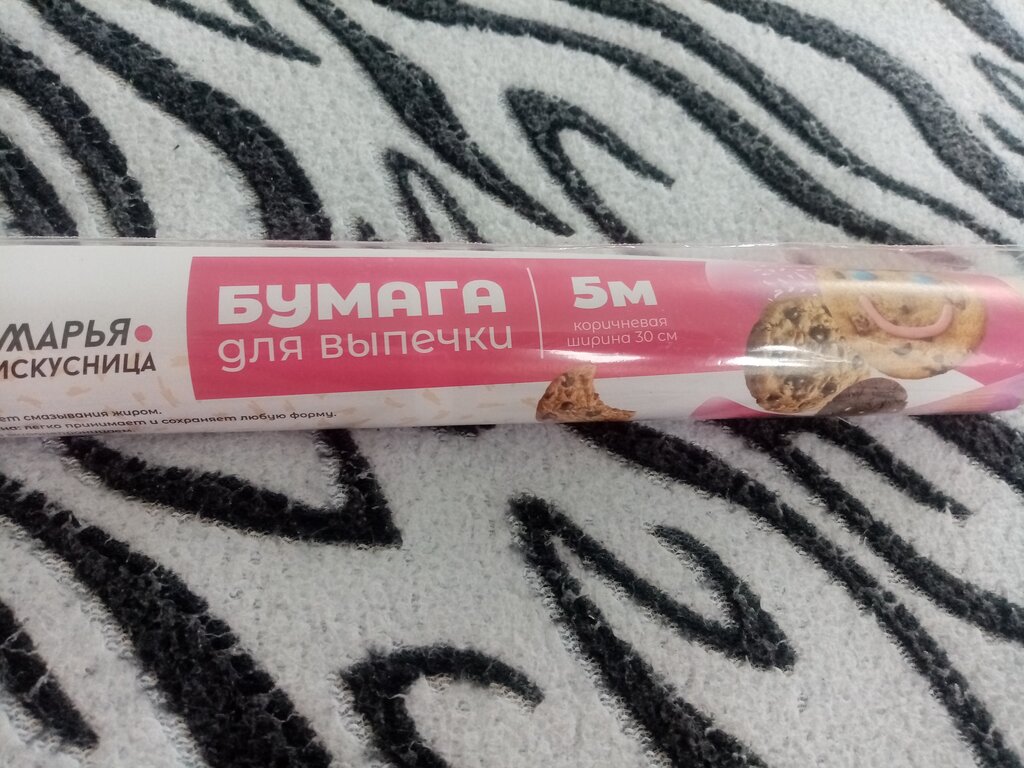 МАРЬЯ
ИСКУСНИЦА
БУМАГА
для выпечки
5м
коричневая
ширина 30 см
смазывания жиром.
легко принимает и сохраняет любую форму.